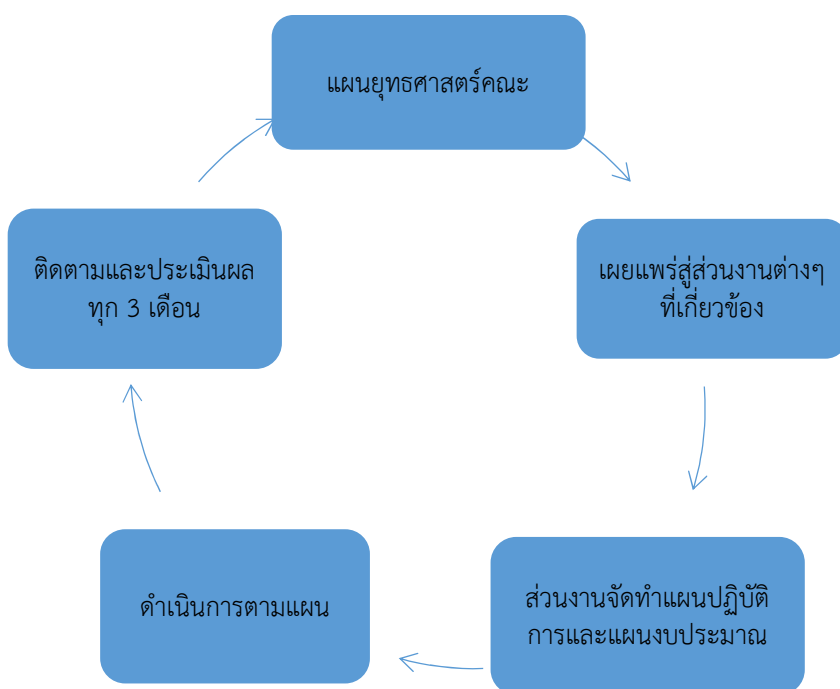 แผนยุทธศาสตร์คณะ
เผยแพร่สู่ส่วนงานต่างๆ
ที่เกี่ยวข้อง
ส่วนงานจัดทำแผนปฏิบัติ
การและแผนงบประมาณ
ดำเนินการตามแผน
ติดตามและประเมินผล
ทุก 3 เดือน